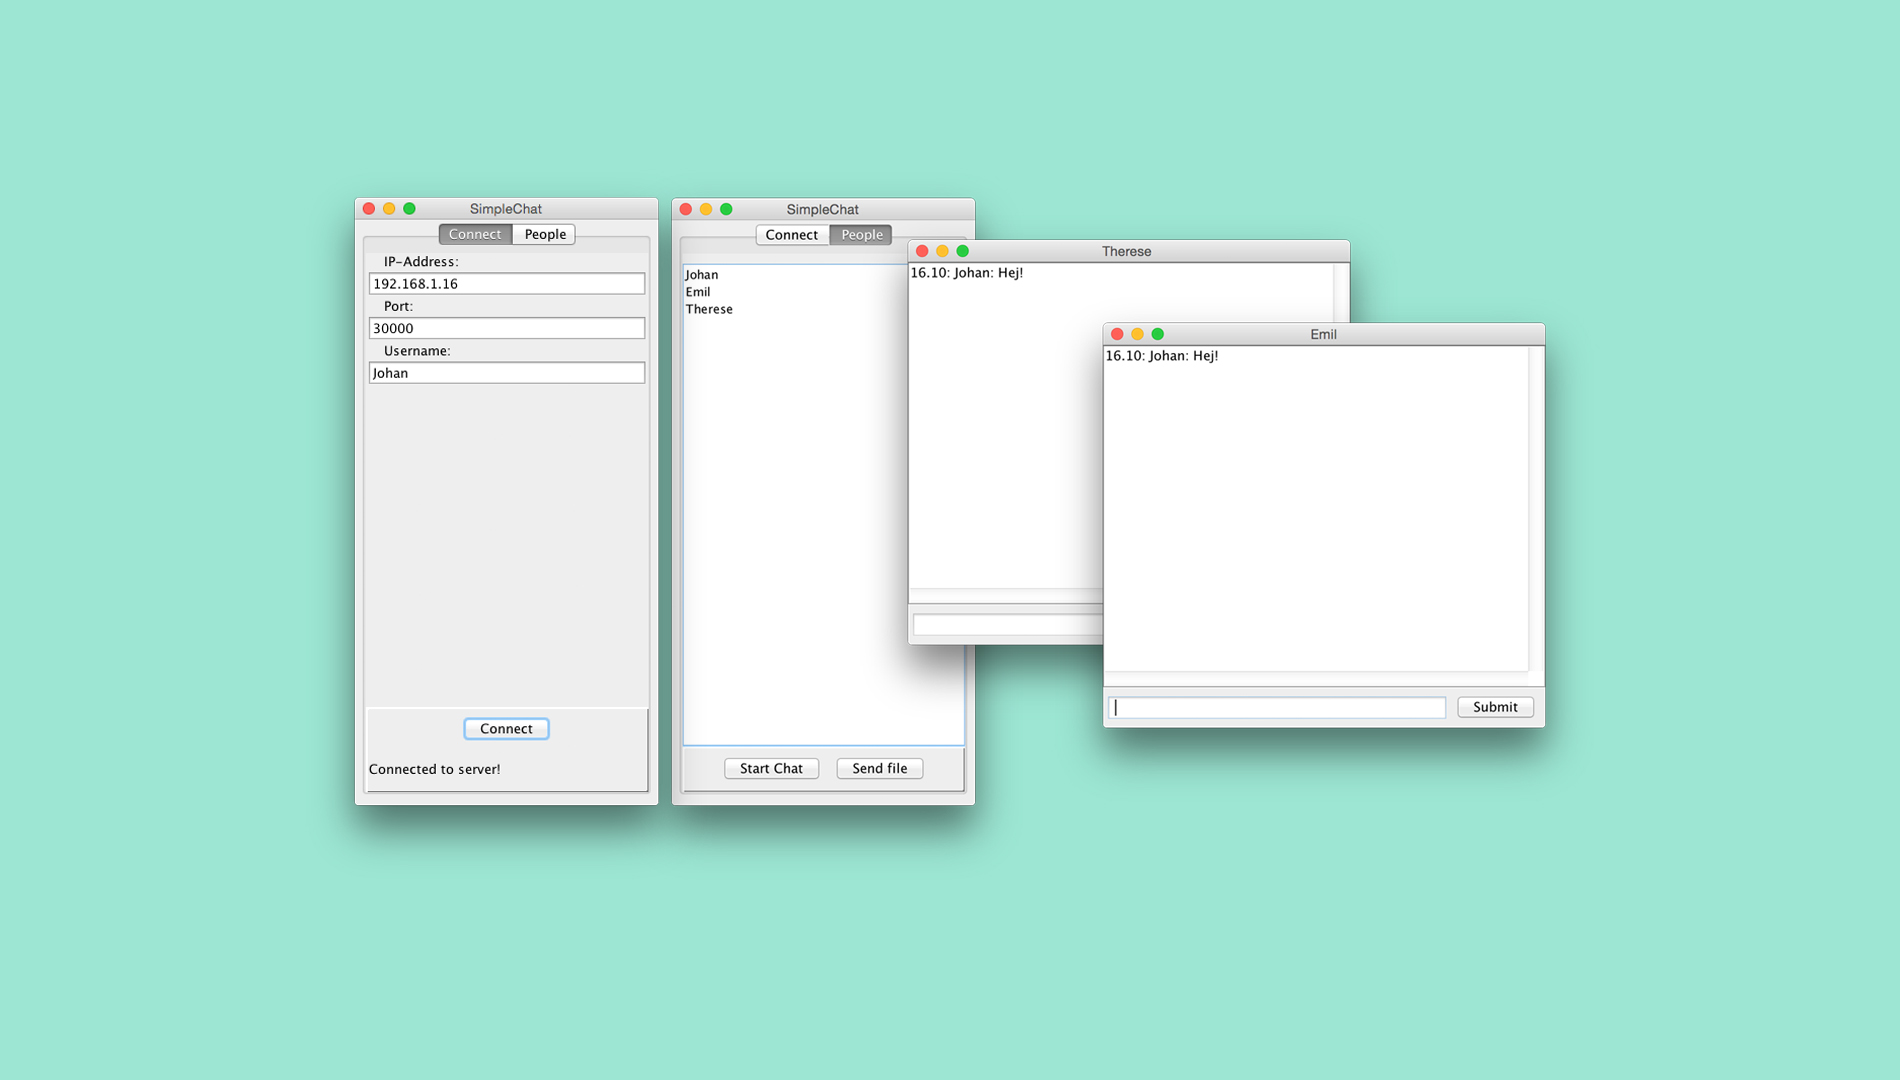 SimpleChat
Connect People
IP-Address:
192.168.1.16
Port:
30000
Username:
Johan
Connect
Connected to server!
SimpleChat
Connect People
Johan
Emil
Therese
Start Chat Send file
Therese
16.10: Johan: Hej!
Emil
16.10: Johan: Hej!
Submit